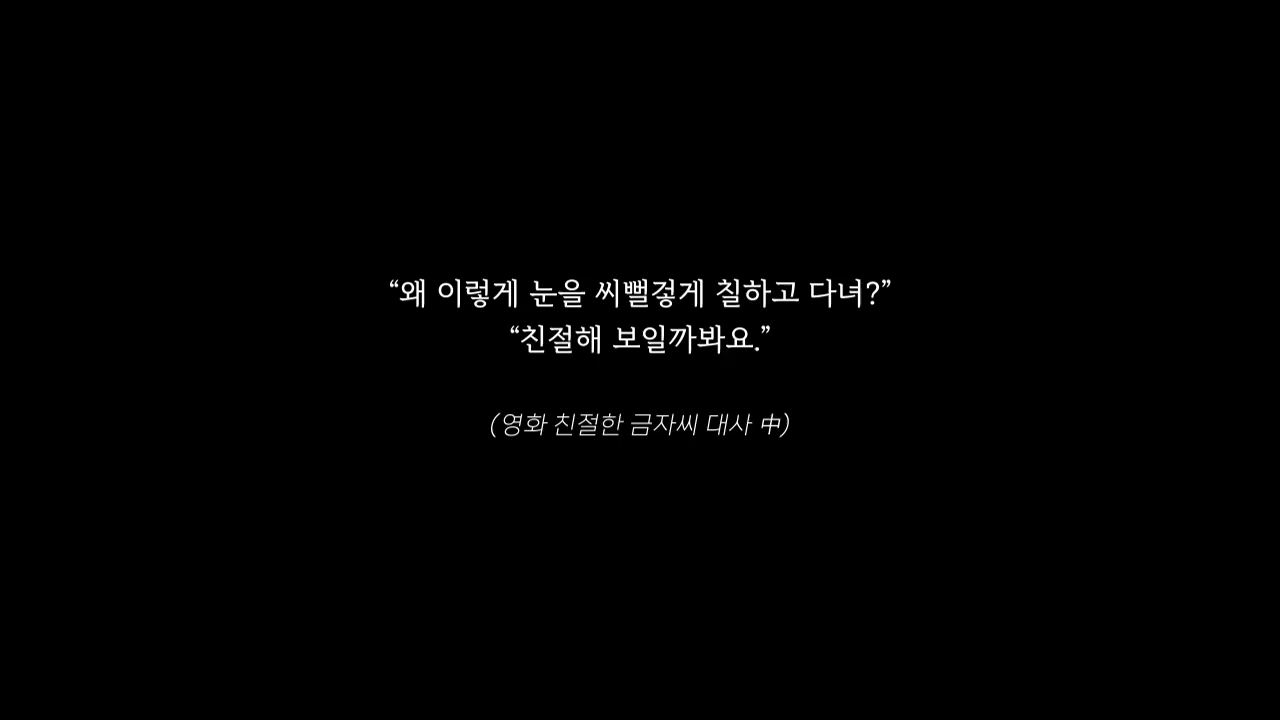 “왜 이렇게 눈을 씨뻘겋게 칠하고 다녀?”
“친절해 보일까봐요.”
(영화 친절한 금자씨 대사 中)